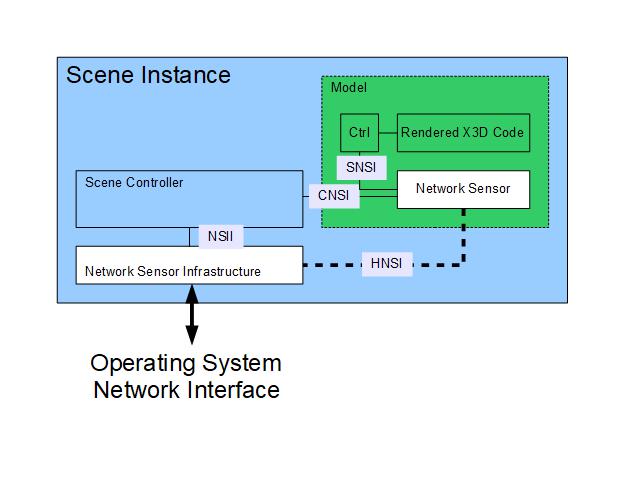 Scene Instance
Model
Ctrl
Rendered X3D Code
SNSI
Scene Controller
CNSI
Network Sensor
NSII
Network Sensor Infrastructure
HNSI
Operating System
Network Interface